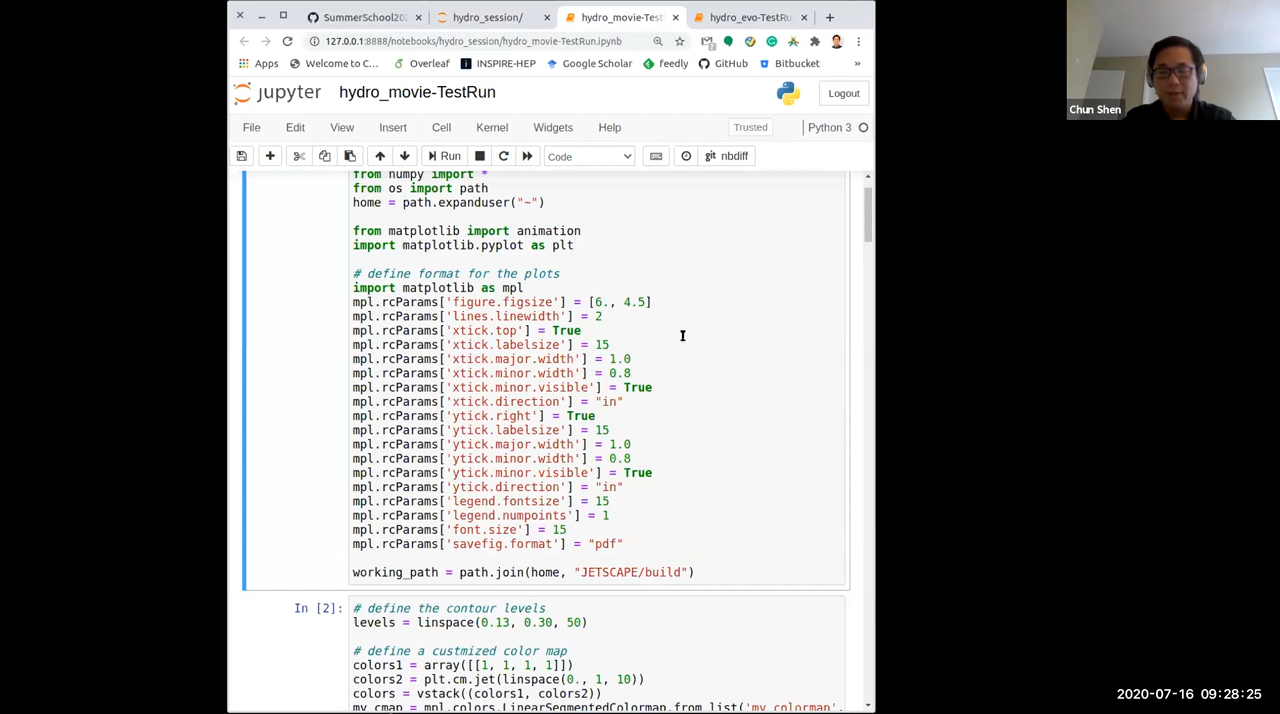 SummerSchool202
hydro_session/
hydro_movie-Test
hydro_evo-TestRu
127.0.0.1:8888/notebooks/hydro_session/hydro_movie-TestRun.ipynb
Apps
Welcome to C...
Overleaf
INSPIRE-HEP
Google Scholar
feedly
GitHub
Bitbucket
»
jupyter
hydro_movie-TestRun
Logout
File
Edit
View
Insert
Cell
Kernel
Widgets
Help
Trusted
Python 3
Run
Code
git nbdiff
from numpy import *
from os import path
home = path.expanduser("~")
from matplotlib import animation
import matplotlib.pyplot as plt
# define format for the plots
import matplotlib as mpl
mpl.rcParams['figure.figsize'] = [6., 4.5]
mpl.rcParams['lines.linewidth'] = 2
mpl.rcParams['xtick.top'] = True
mpl.rcParams['xtick.labelsize'] = 15
mpl.rcParams['xtick.major.width'] = 1.0
mpl.rcParams['xtick.minor.width'] = 0.8
mpl.rcParams['xtick.minor.visible'] = True
mpl.rcParams['xtick.direction'] = "in"
mpl.rcParams['ytick.right'] = True
mpl.rcParams['ytick.labelsize'] = 15
mpl.rcParams['ytick.major.width'] = 1.0
mpl.rcParams['ytick.minor.width'] = 0.8
mpl.rcParams['ytick.minor.visible'] = True
mpl.rcParams['ytick.direction'] = "in"
mpl.rcParams['legend.fontsize'] = 15
mpl.rcParams['legend.numpoints'] = 1
mpl.rcParams['font.size'] = 15
mpl.rcParams['savefig.format'] = "pdf"
working_path = path.join(home, "JETSCAPE/build")
In [2]:
# define the contour levels
levels = linspace(0.13, 0.30, 50)
# define a custmized color map
colors1 = array([[1, 1, 1, 1]])
colors2 = plt.cm.jet(linspace(0., 1, 10))
colors = vstack((colors1, colors2))
my_cmap = mpl.colors.LinearSegmentedColormap.from_list('my_colormap',
Chun Shen
2020-07-16 09:28:25